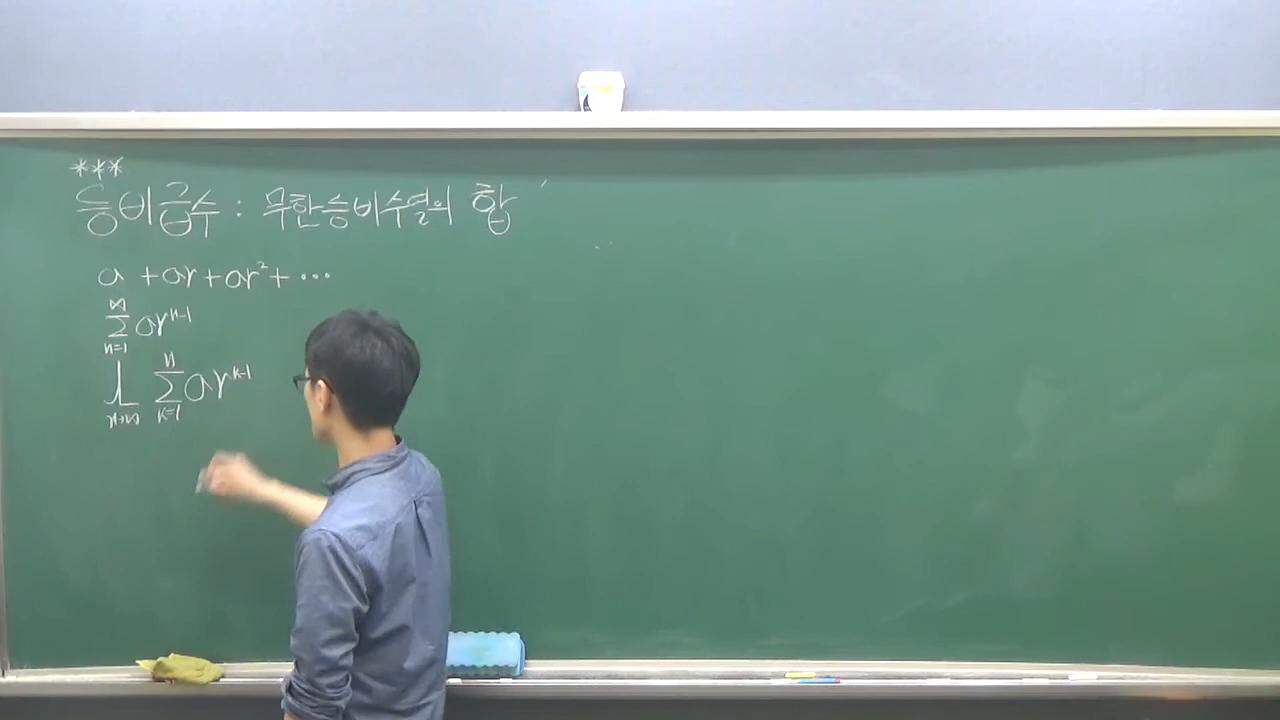 ***
등비급수 : 무한등비수열의 합
a + ar + ar² + ⋯
∞
Σ arⁿ⁻¹
n=1
n
L Σ arᵏ⁻¹
n→∞ k=1